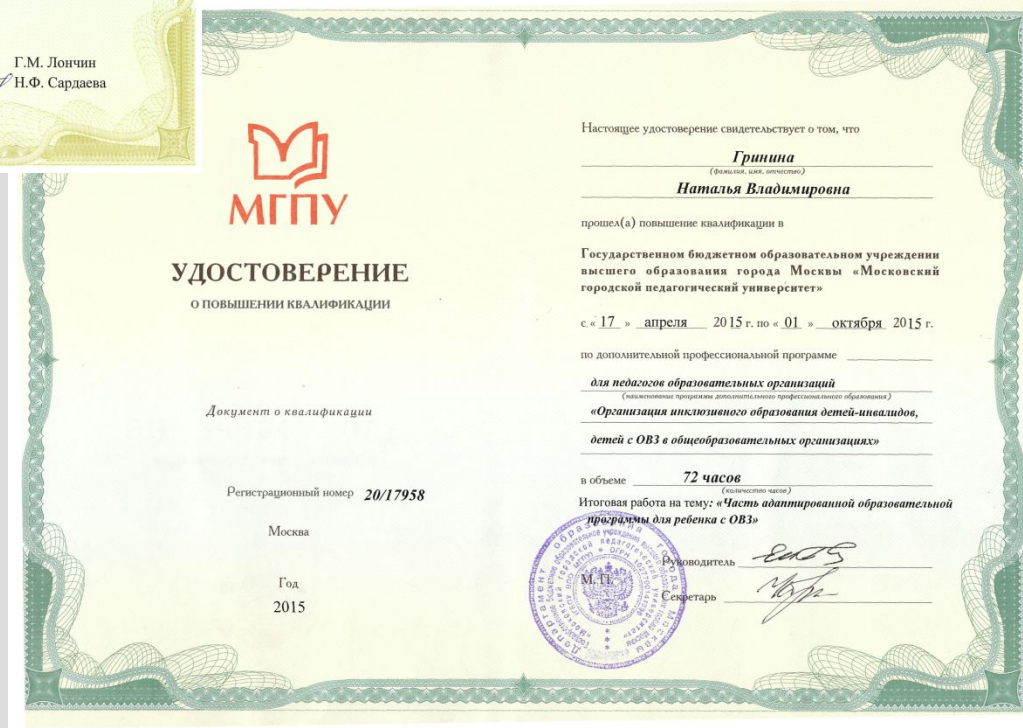 Г.М. Лончин
Н.Ф. Сардаева
МГПУ
УДОСТОВЕРЕНИЕ
О ПОВЫШЕНИИ КВАЛИФИКАЦИИ
Документ о квалификации
Регистрационный номер 20/17958
Москва
Год
2015
Настоящее удостоверение свидетельствует о том, что
Гринина
(фамилия, имя, отчество)
Наталья Владимировна
прошел(а) повышение квалификации в
Государственном бюджетном образовательном учреждении
высшего образования города Москвы «Московский
городской педагогический университет»
с « 17 » апреля 2015 г. по « 01 » октября 2015 г.
по дополнительной профессиональной программе
для педагогов образовательных организаций
(наименование программы дополнительного профессионального образования)
«Организация инклюзивного образования детей-инвалидов,
детей с ОВЗ в общеобразовательных организациях»
в объеме 72 часов
(количество часов)
Итоговая работа на тему: «Часть адаптированной образовательной
программы для ребенка с ОВЗ»
М.П.
Руководитель
Секретарь
Департамент образования города Москвы